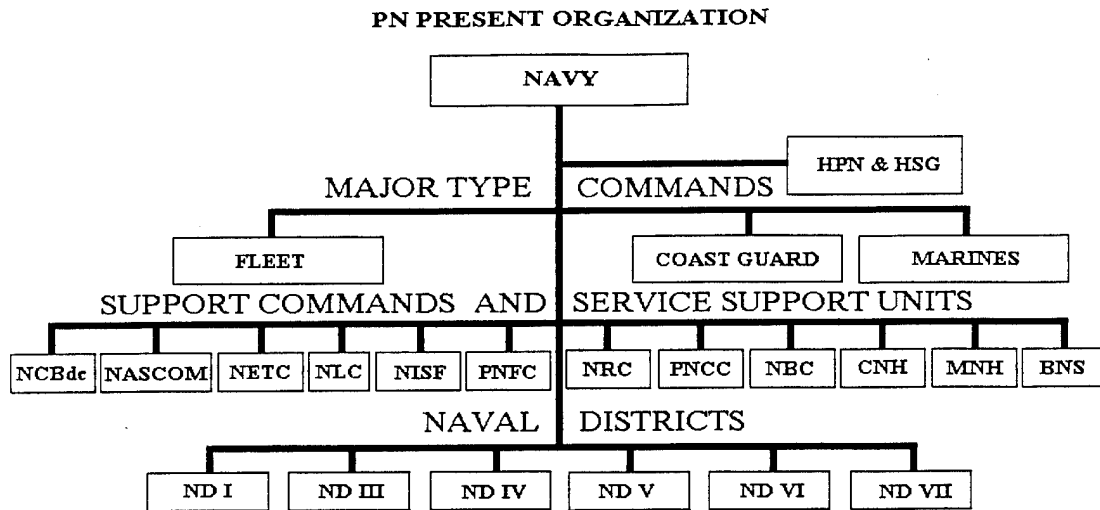 PN PRESENT ORGANIZATION
NAVY
HPN & HSG
MAJOR TYPE COMMANDS
FLEET COAST GUARD MARINES
SUPPORT COMMANDS AND SERVICE SUPPORT UNITS
NCBde NASCOM NETC NLC NISF PNFC NRC PNCC NBC CNH MNH BNS
NAVAL DISTRICTS
ND I ND III ND IV ND V ND VI ND VII